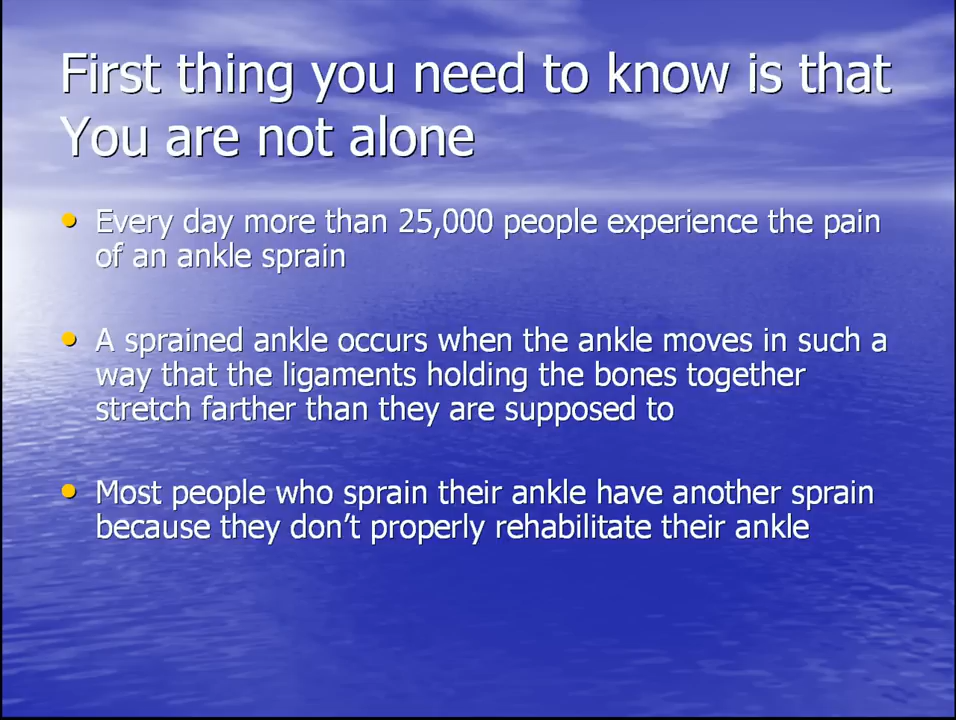 First thing you need to know is that
You are not alone
• Every day more than 25,000 people experience the pain
of an ankle sprain
• A sprained ankle occurs when the ankle moves in such a
way that the ligaments holding the bones together
stretch farther than they are supposed to
• Most people who sprain their ankle have another sprain
because they don’t properly rehabilitate their ankle